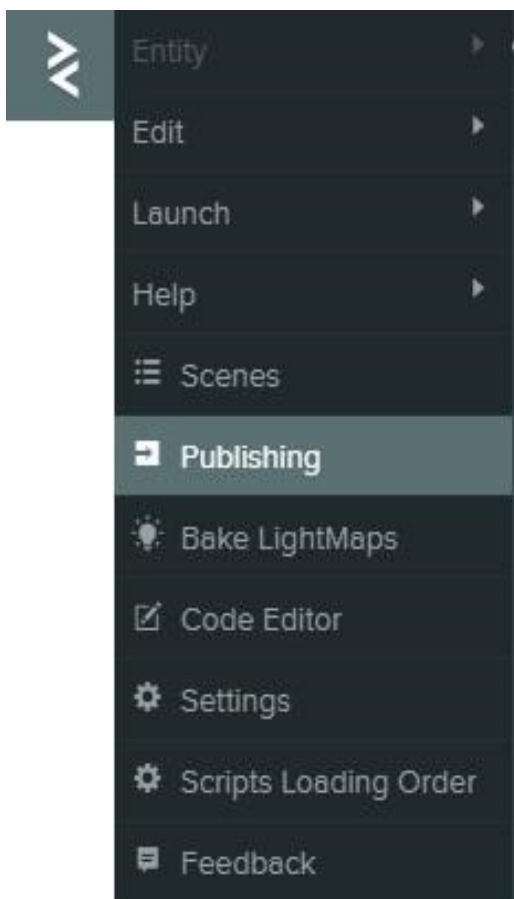 Entity
Edit
Launch
Help
Scenes
Publishing
Bake LightMaps
Code Editor
Settings
Scripts Loading Order
Feedback